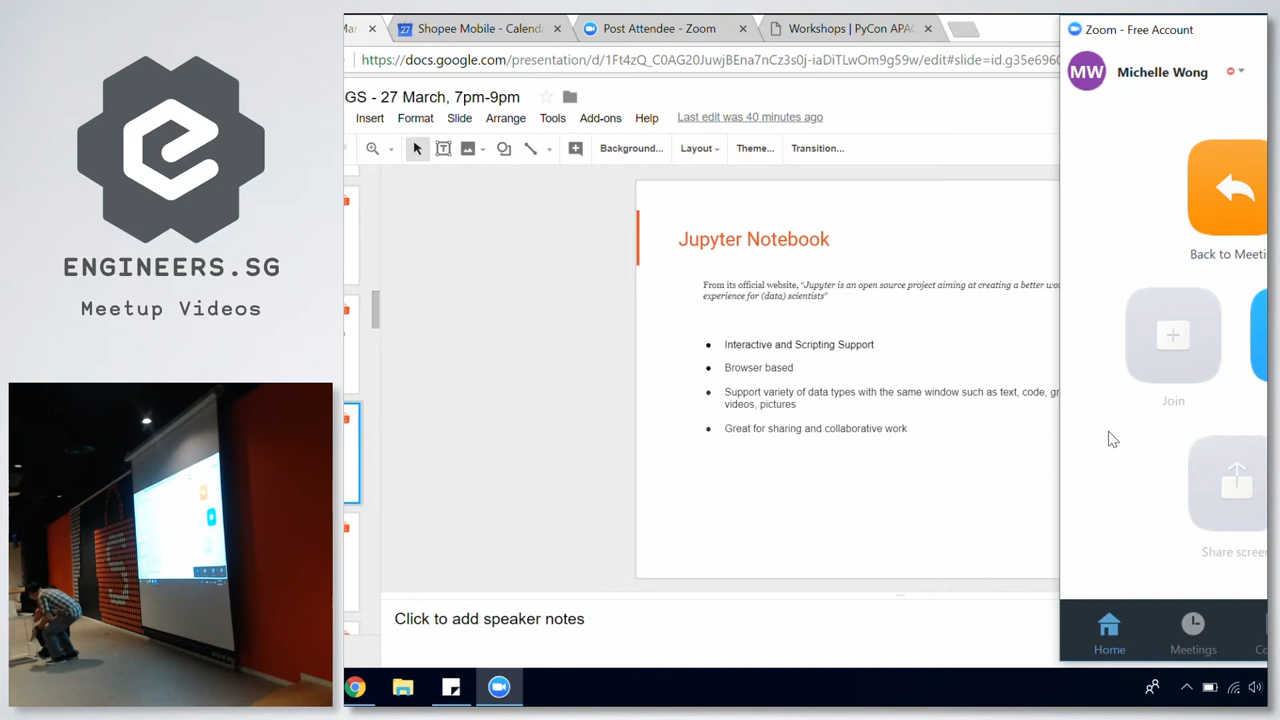 Mar
Shopee Mobile - Calenda
Post Attendee - Zoom
Workshops | PyCon APAC
Zoom - Free Account
https://docs.google.com/presentation/d/1Ft4zQ_C0AG20JuwjBEna7nCz3s0j-iaDiTLwOm9g59w/edit#slide=id.g35e6960
MW Michelle Wong
GS - 27 March, 7pm-9pm
Insert Format Slide Arrange Tools Add-ons Help Last edit was 40 minutes ago
Background... Layout Theme... Transition...
Jupyter Notebook
From its official website, "Jupyter is an open source project aiming at creating a better wo
experience for (data) scientists"
● Interactive and Scripting Support
● Browser based
● Support variety of data types with the same window such as text, code, gr
videos, pictures
● Great for sharing and collaborative work
Click to add speaker notes
Back to Meeti
Join
Share scree
Home Meetings Co
ENGINEERS.SG
Meetup Videos